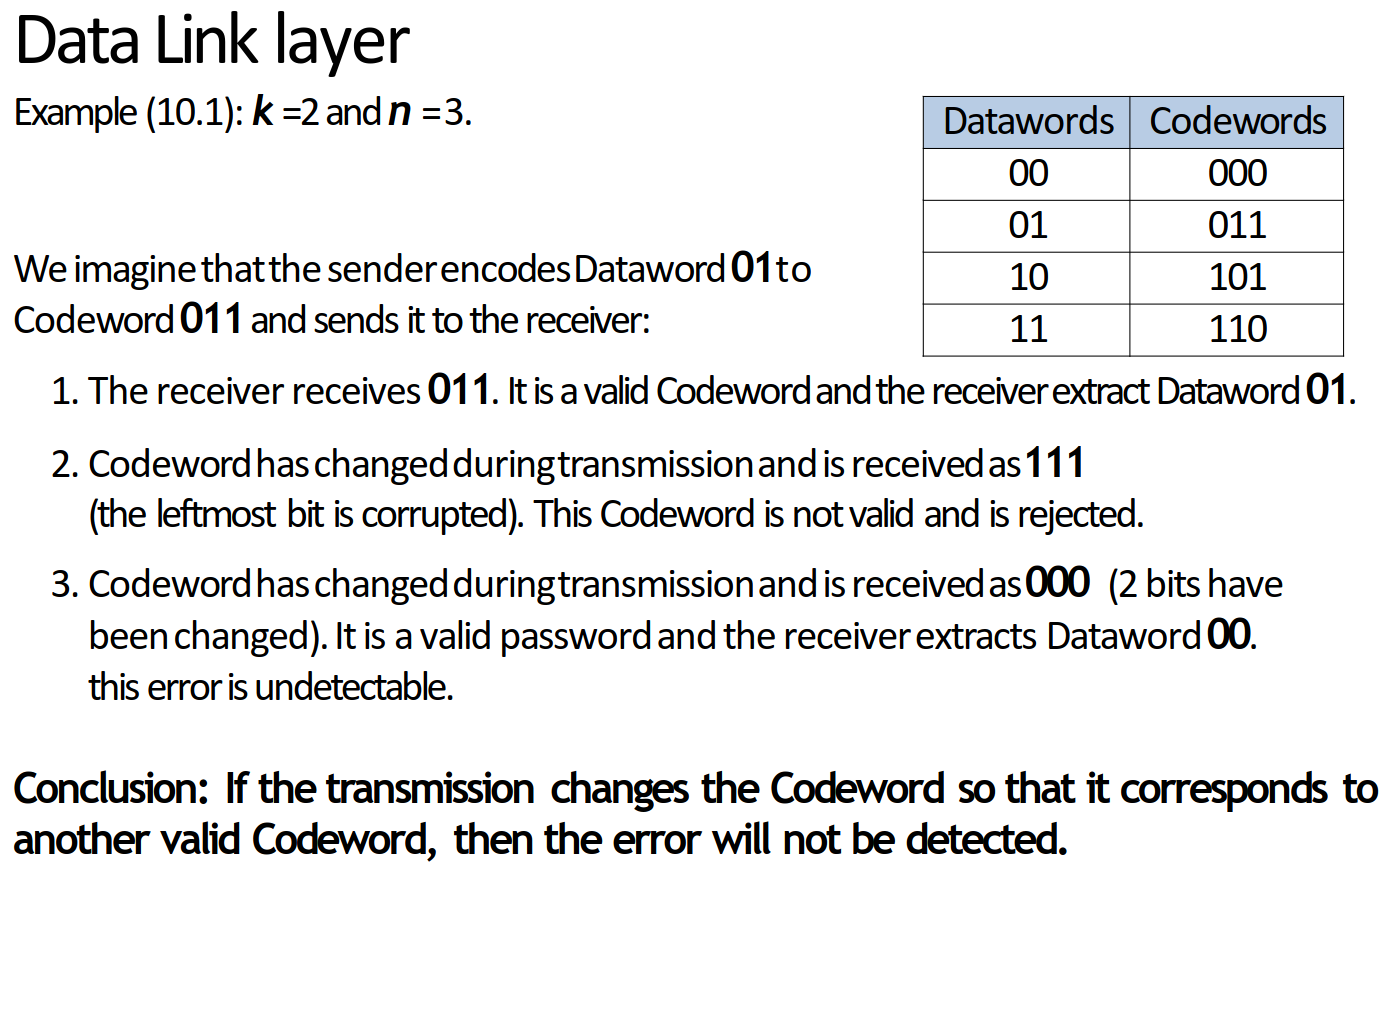 Data Link layer
Example (10.1): k =2 and n =3.
Datawords Codewords
00 000
01 011
10 101
11 110
We imagine that the sender encodes Dataword 01 to
Codeword 011 and sends it to the receiver:
1. The receiver receives 011. It is a valid Codeword and the receiver extract Dataword 01.
2. Codeword has changed during transmission and is received as 111
(the leftmost bit is corrupted). This Codeword is not valid and is rejected.
3. Codeword has changed during transmission and is received as 000 (2 bits have
been changed). It is a valid password and the receiver extracts Dataword 00.
this error is undetectable.
Conclusion: If the transmission changes the Codeword so that it corresponds to
another valid Codeword, then the error will not be detected.